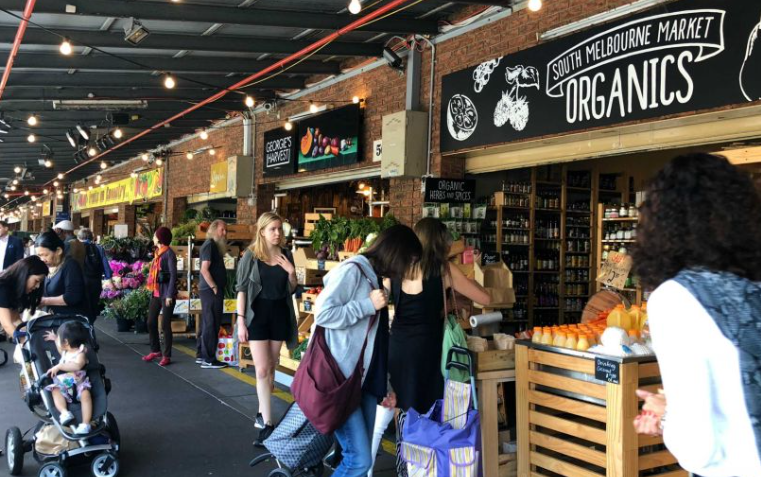 SOUTH MELBOURNE MARKET
ORGANICS
GEORGE'S
HARVEST
ORGANIC
HERBS AND SPICES